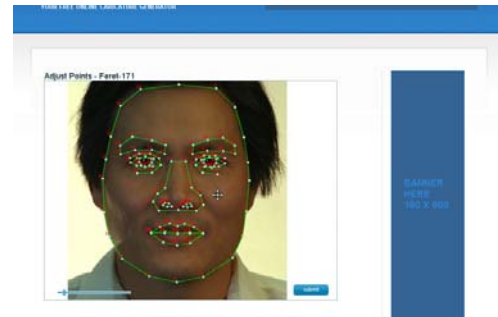 YOUR FREE ONLINE CARICATURE GENERATOR
Adjust Points - Feret-171
BANNER
HERE
160 X 600
submit